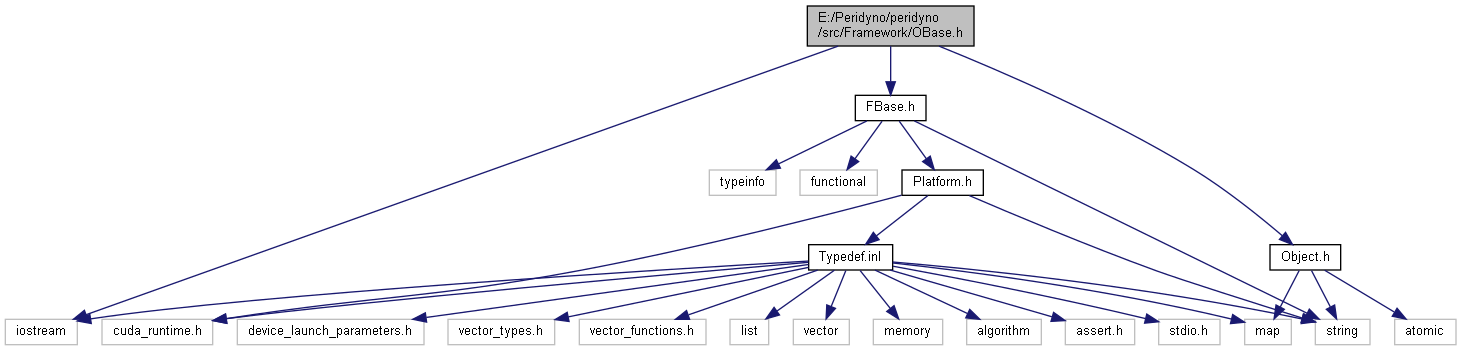 E:/Peridyno/peridyno
/src/Framework/OBase.h
FBase.h
typeinfo
functional
Platform.h
Typedef.inl
Object.h
iostream
cuda_runtime.h
device_launch_parameters.h
vector_types.h
vector_functions.h
list
vector
memory
algorithm
assert.h
stdio.h
map
string
atomic